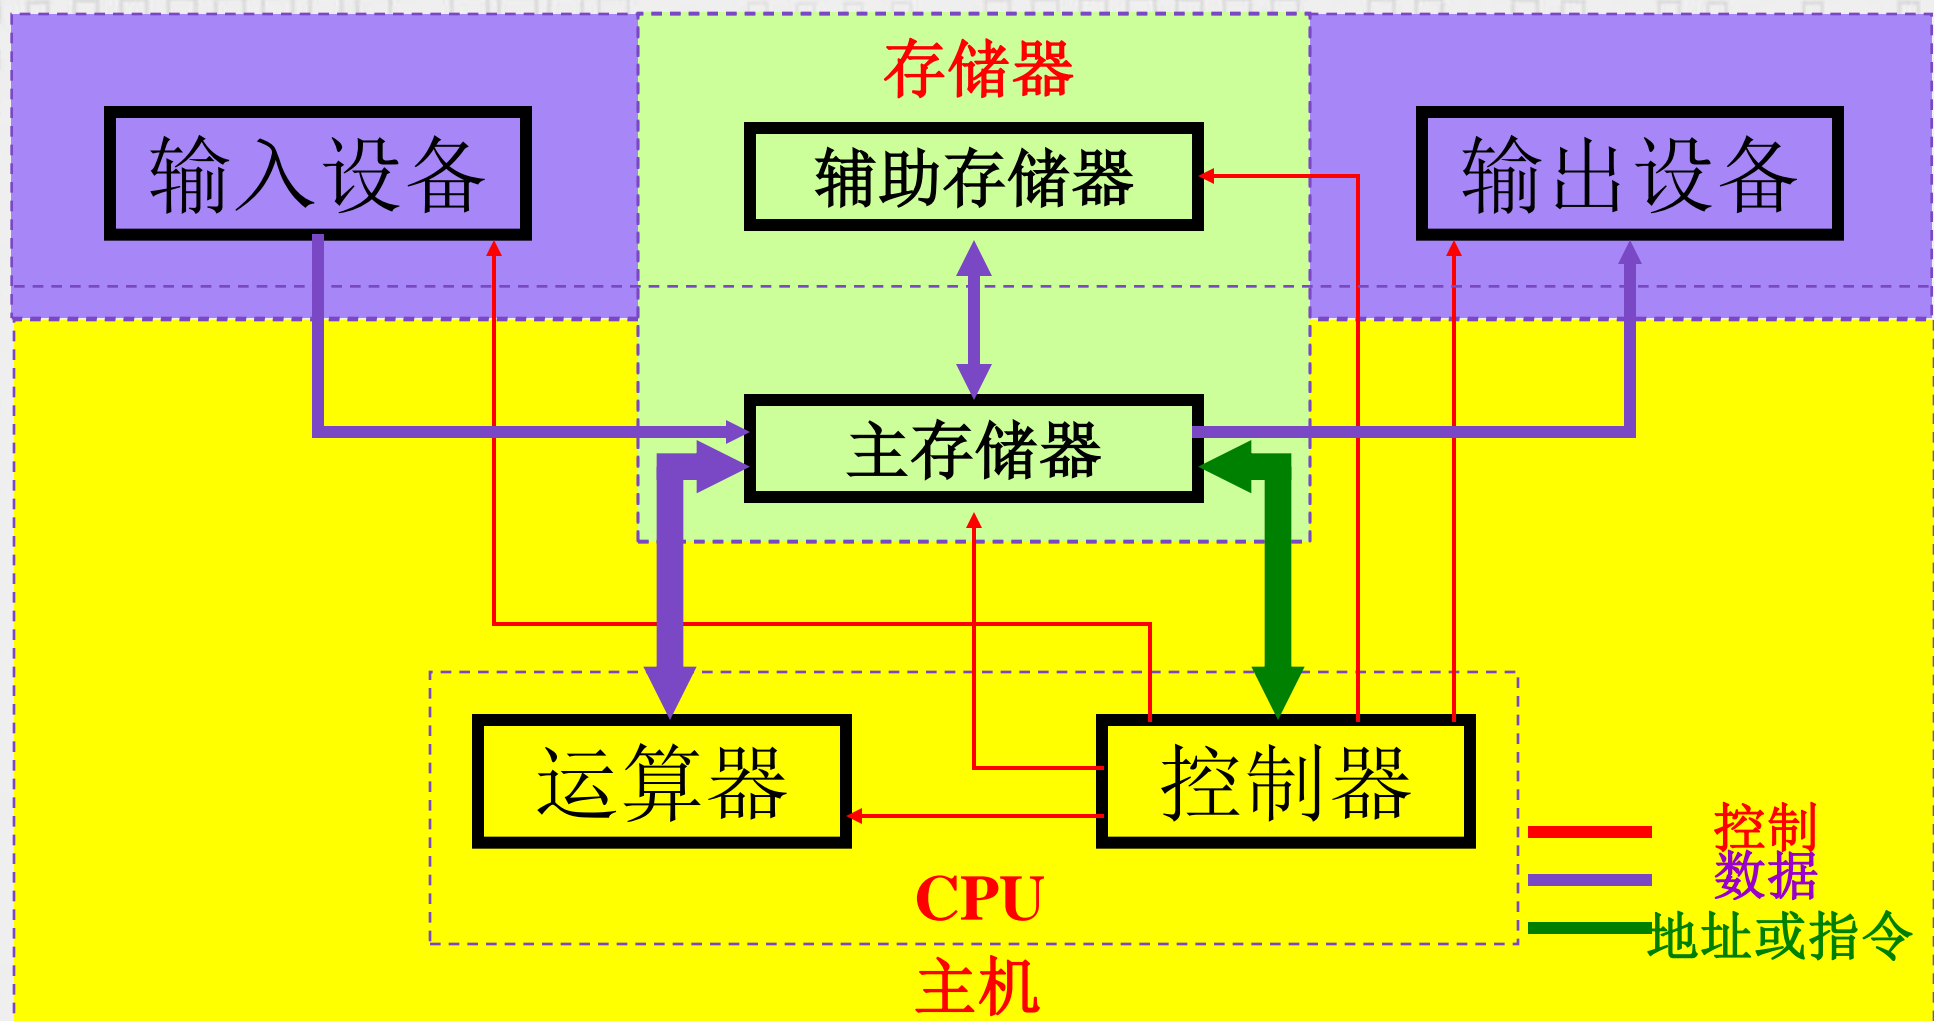 存储器
输入设备
辅助存储器
输出设备
主存储器
运算器
控制器
控制
数据
地址或指令
CPU
主机